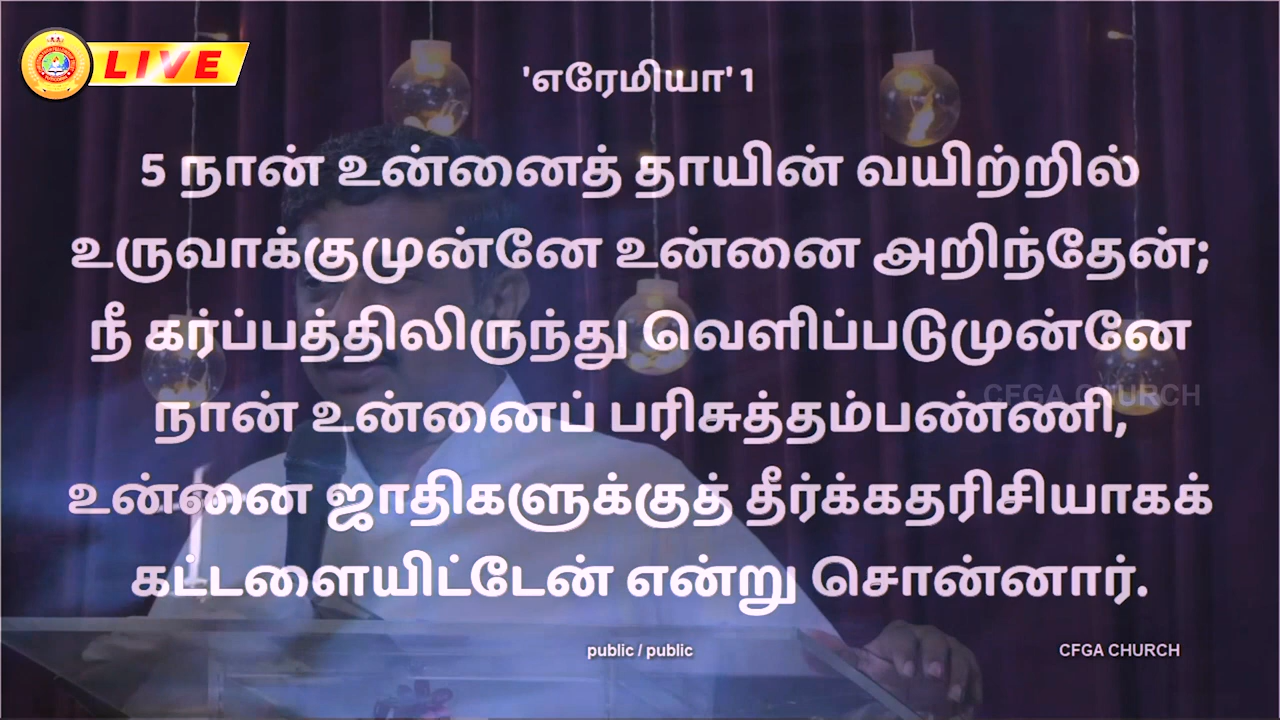 LIVE
'எரேமியா' 1
5 நான் உன்னைத் தாயின் வயிற்றில்
உருவாக்குமுன்னே உன்னை அறிந்தேன்;
நீ கர்ப்பத்திலிருந்து வெளிப்படுமுன்னே
நான் உன்னைப் பரிசுத்தம்பண்ணி,
CFGA CHURCH
உன்னை ஜாதிகளுக்குத் தீர்க்கதரிசியாகக்
கட்டளையிட்டேன் என்று சொன்னார்.
public / public
CFGA CHURCH